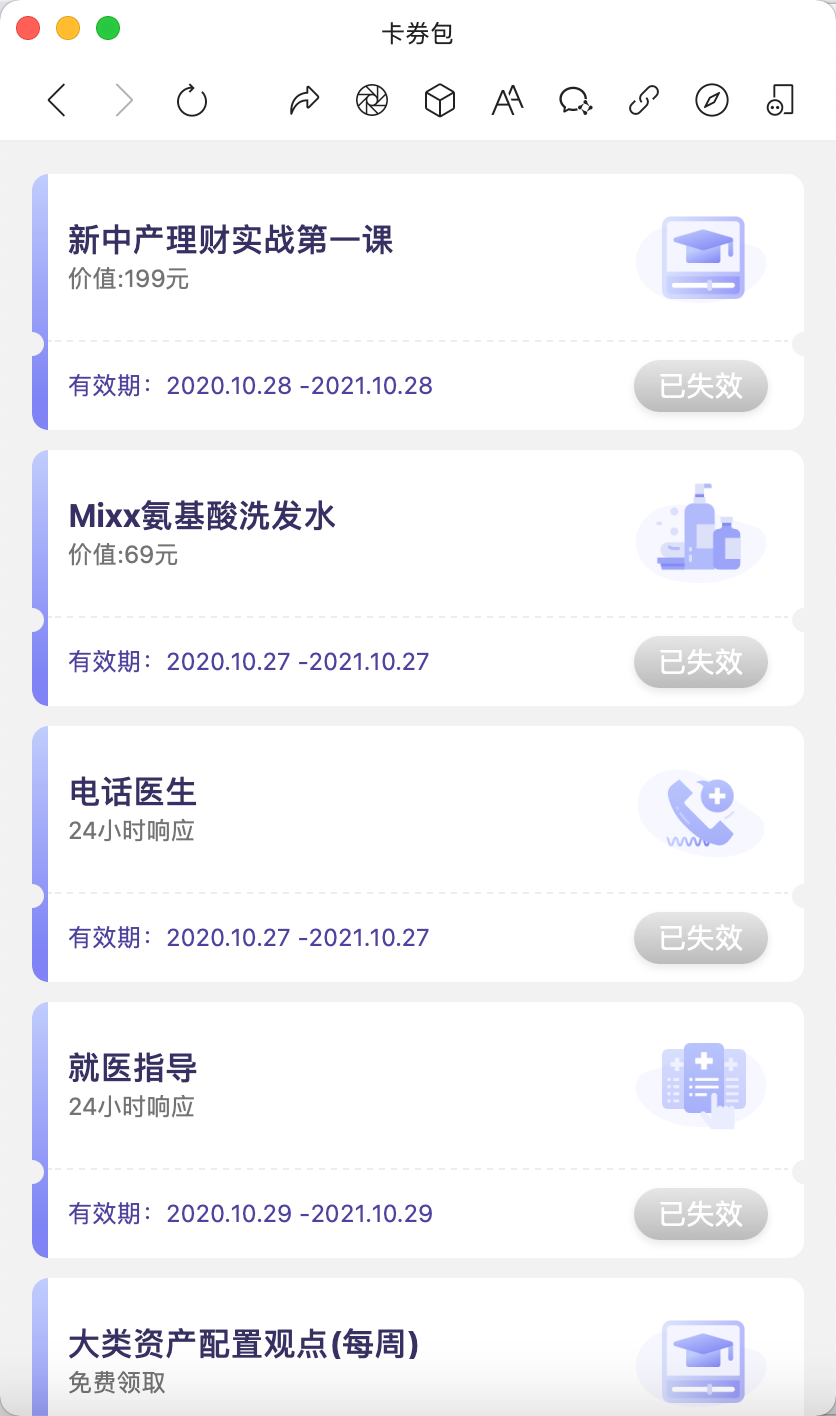 卡券包
新中产理财实战第一课
价值:199元
有效期：2020.10.28 -2021.10.28
已失效
Mixx氨基酸洗发水
价值:69元
有效期：2020.10.27 -2021.10.27
已失效
电话医生
24小时响应
有效期：2020.10.27 -2021.10.27
已失效
就医指导
24小时响应
有效期：2020.10.29 -2021.10.29
已失效
大类资产配置观点(每周)
免费领取